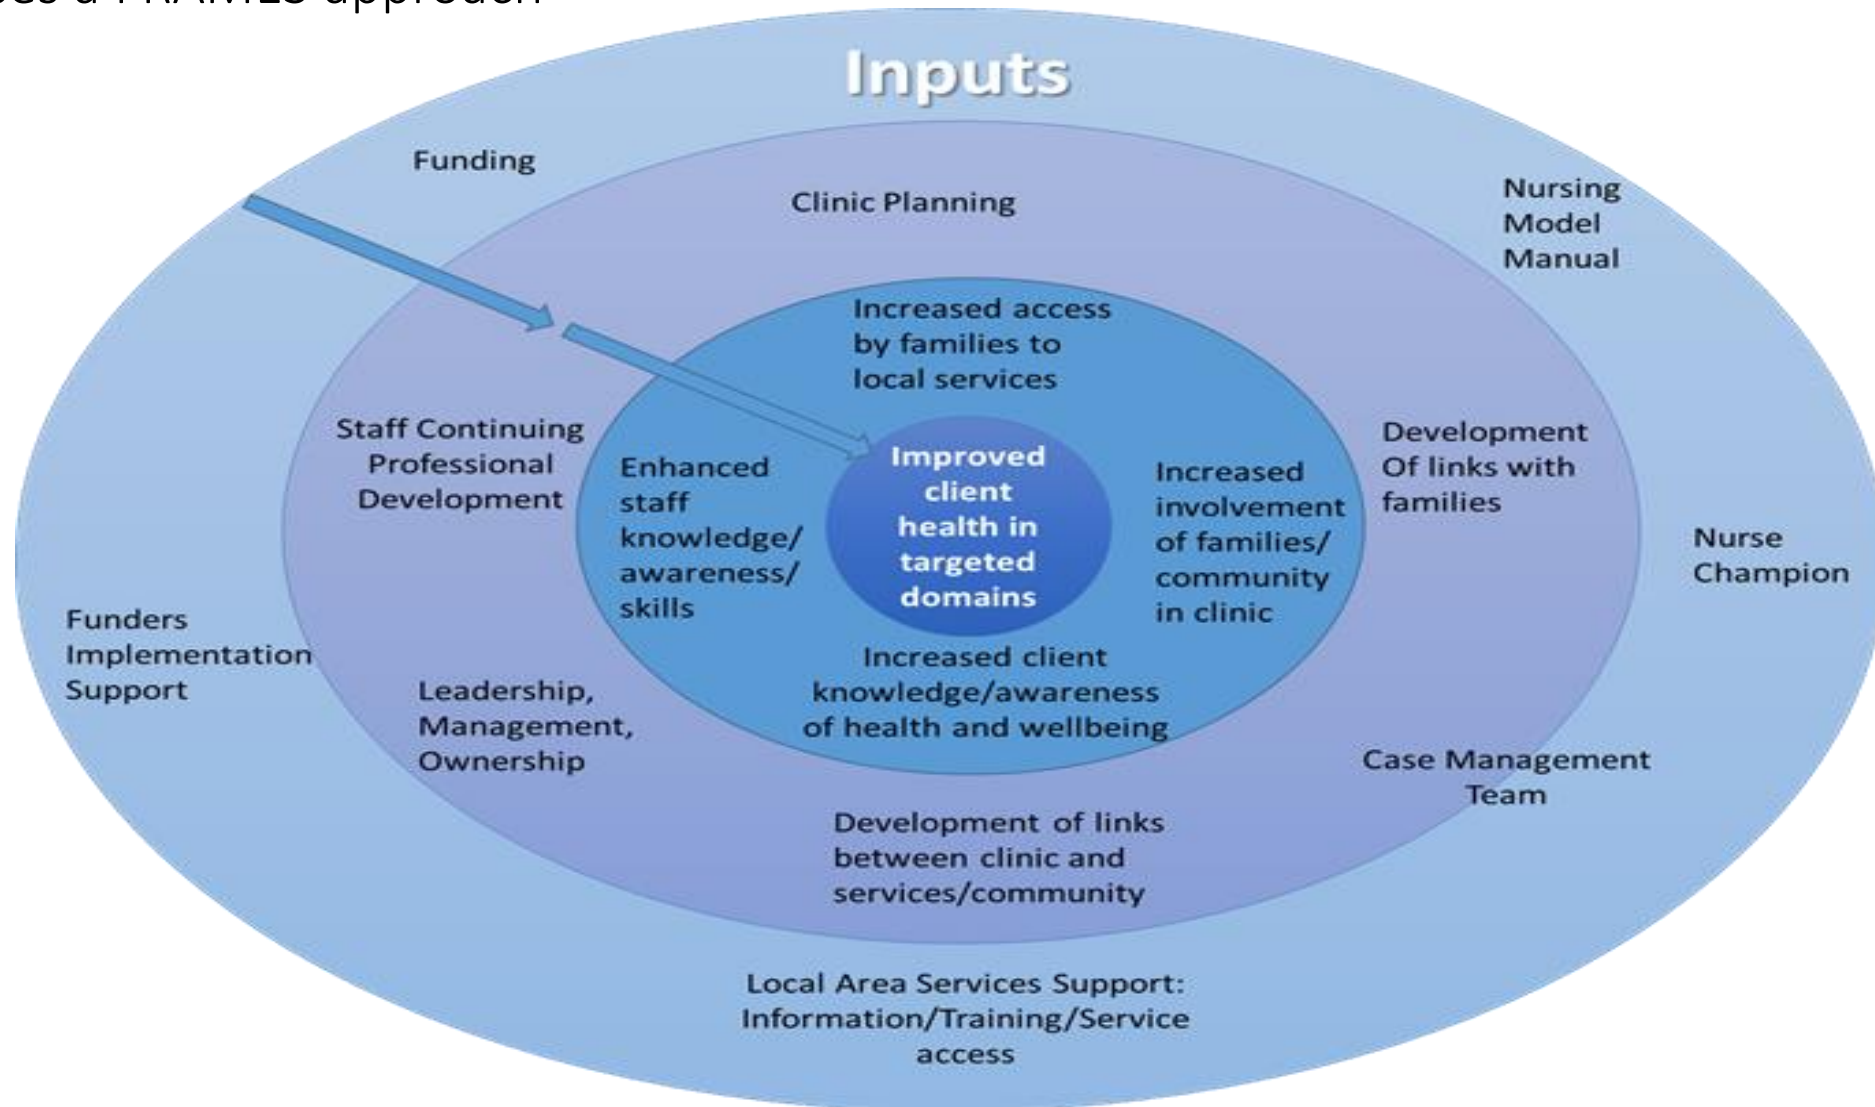 a FRAMES approach
Inputs
Funding
Clinic Planning
Nursing
Model
Manual
Increased access
by families to
local services
Staff Continuing
Professional
Development
Enhanced
staff
knowledge/
awareness/
skills
Improved
client
health in
targeted
domains
Increased
involvement
of families/
community
in clinic
Development
Of links with
families
Nurse
Champion
Funders
Implementation
Support
Leadership,
Management,
Ownership
Increased client
knowledge/awareness
of health and wellbeing
Case Management
Team
Development of links
between clinic and
services/community
Local Area Services Support:
Information/Training/Service
access